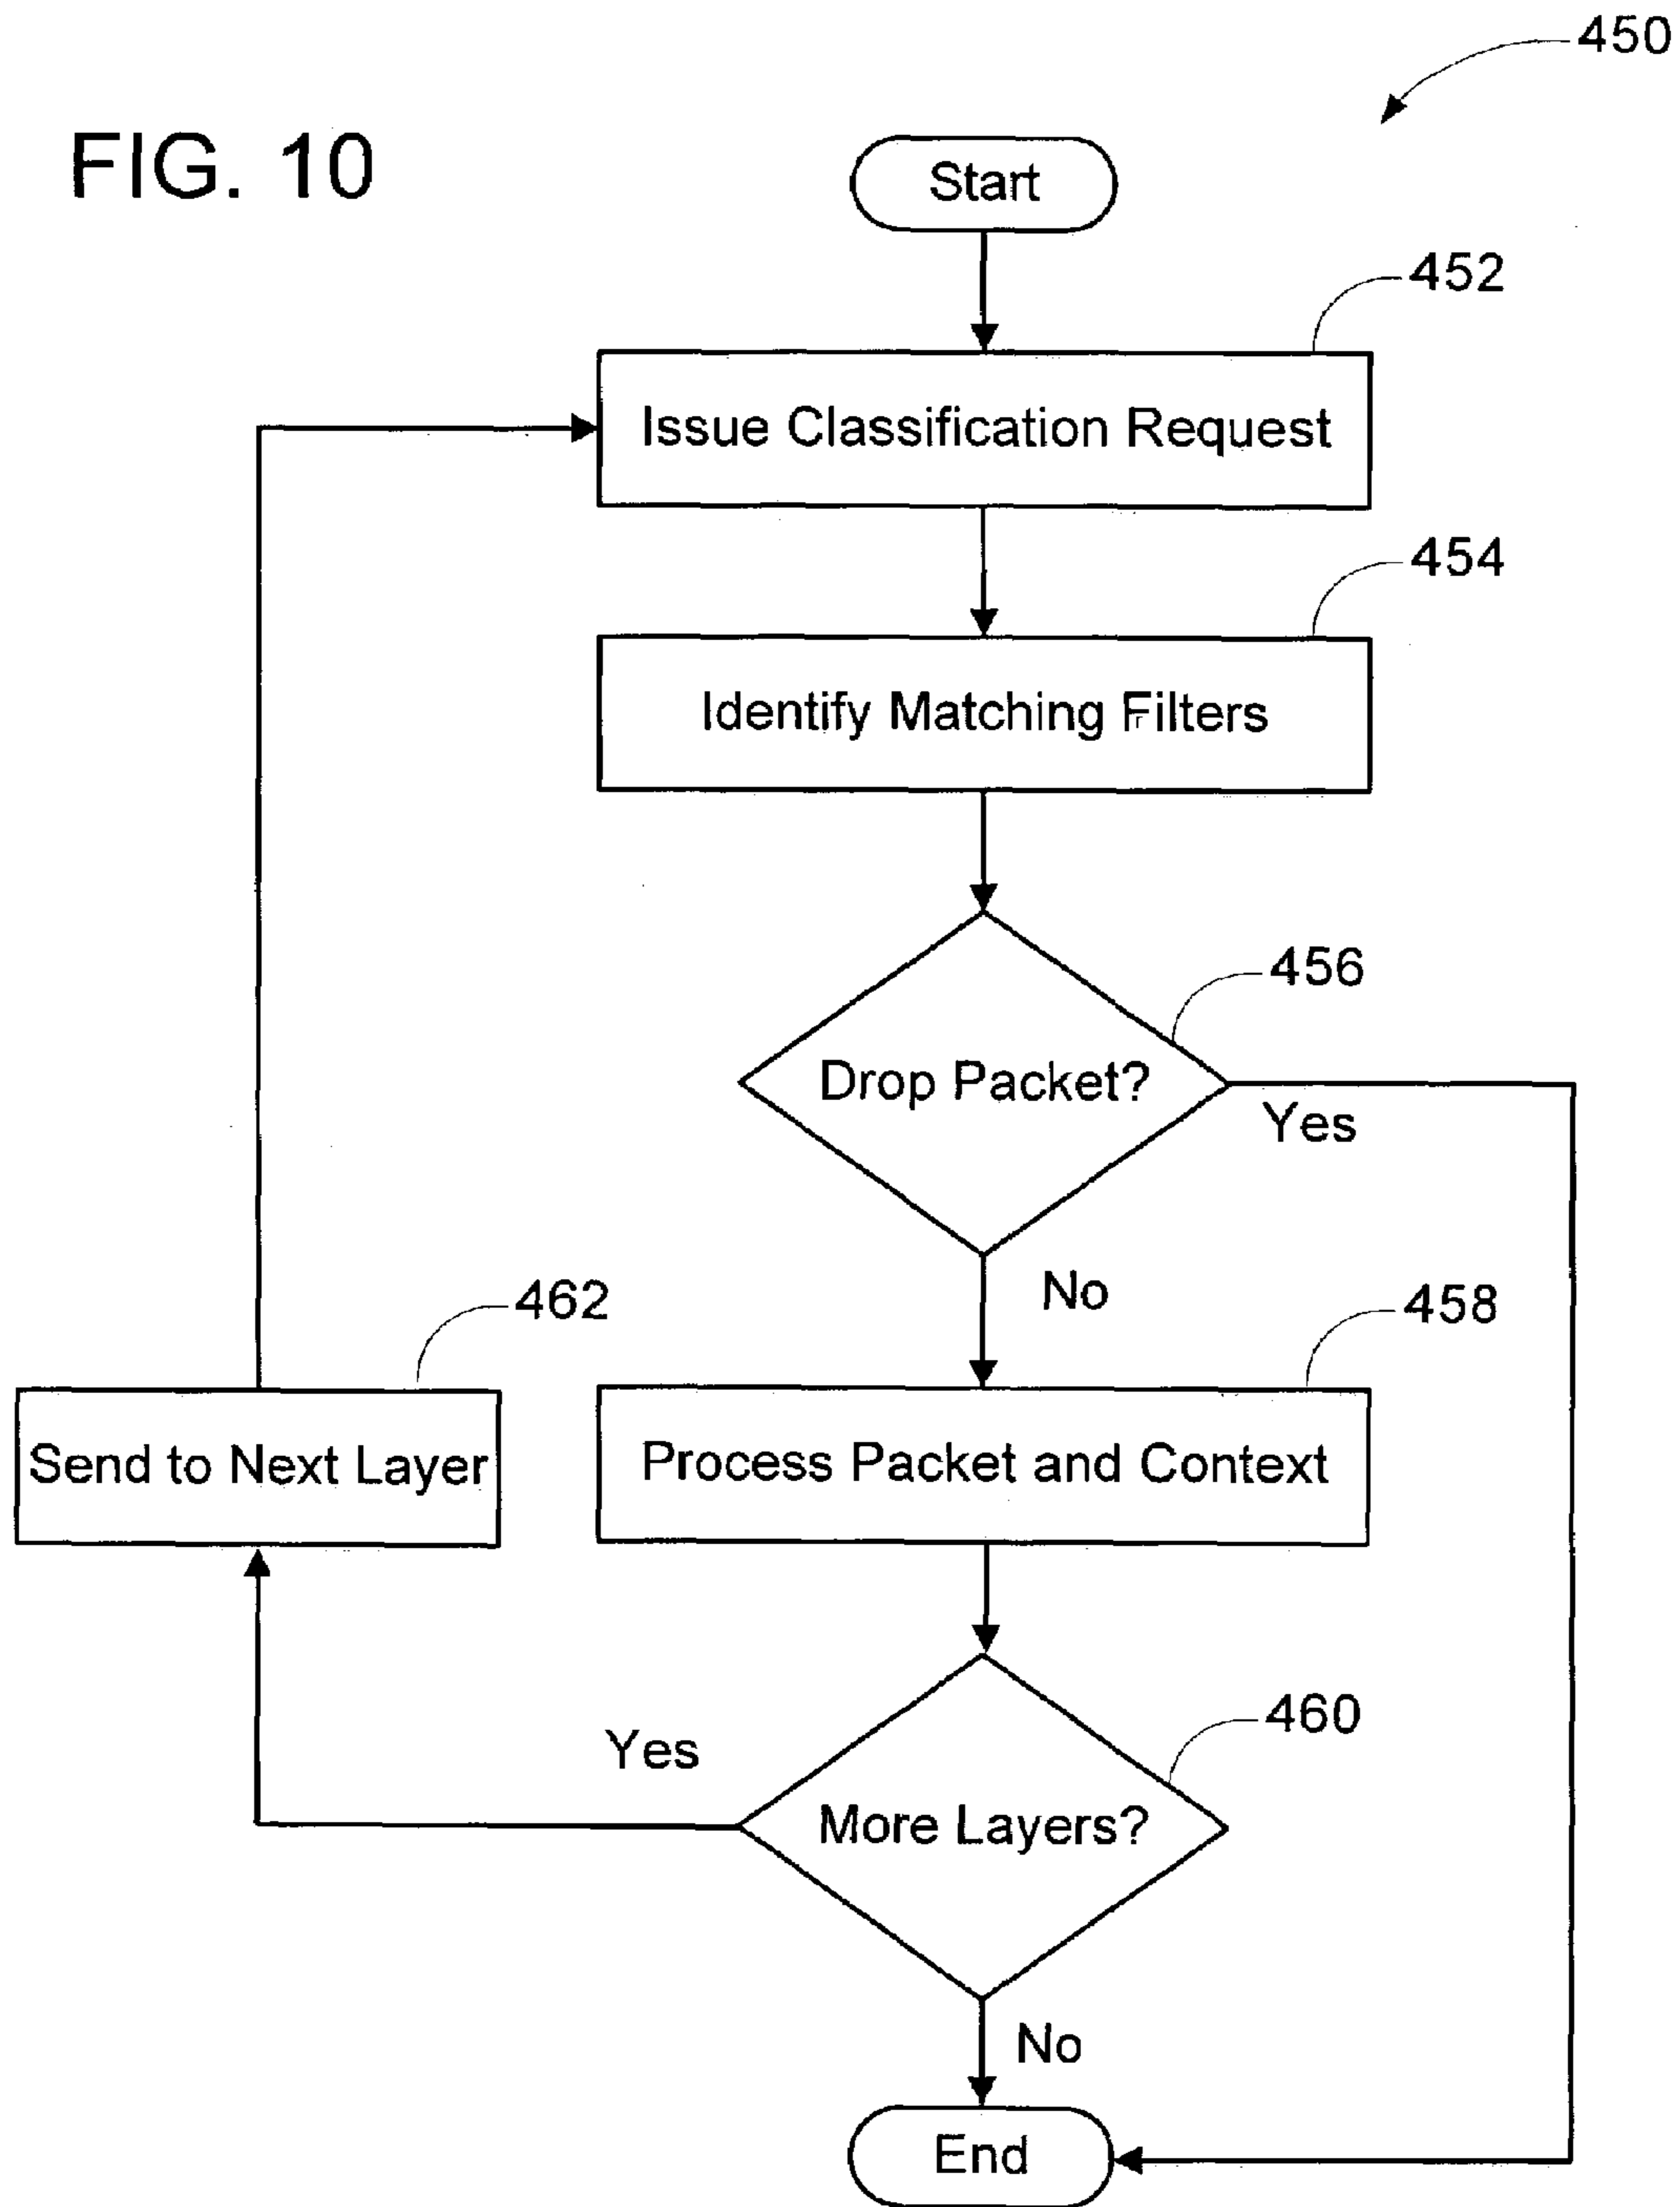 450
FIG. 10
Start
452
Issue Classification Request
454
Identify Matching Filters
456
Drop Packet?
Yes
No
462
458
Send to Next Layer
Process Packet and Context
460
Yes
More Layers?
No
End